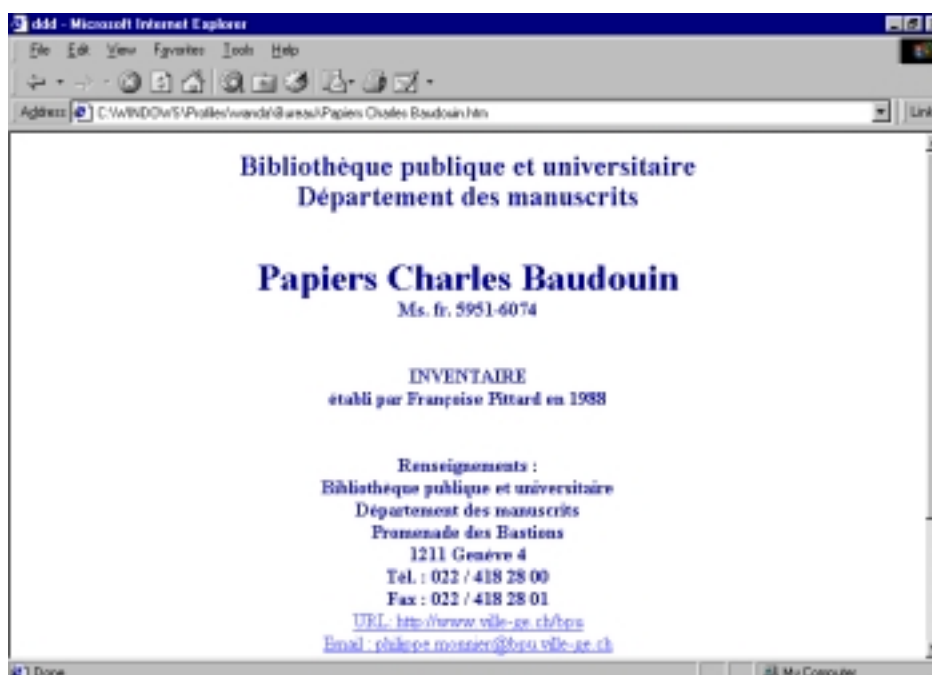 ddd - Microsoft Internet Explorer
File Edit View Favorites Tools Help
Address C:\WINDOWS\Profiles\wanda\Bureau\Papiers Charles Baudouin.htm
Link
Bibliothèque publique et universitaire
Département des manuscrits
Papiers Charles Baudouin
Ms. fr. 5951-6074
INVENTAIRE
établi par Françoise Pittard en 1988
Renseignements :
Bibliothèque publique et universitaire
Département des manuscrits
Promenade des Bastions
1211 Genève 4
Tél. : 022 / 418 28 00
Fax : 022 / 418 28 01
URL: http://www.ville-ge.ch/bpu
Email : philippe.monnier@bpu.ville-ge.ch
Done
My Computer